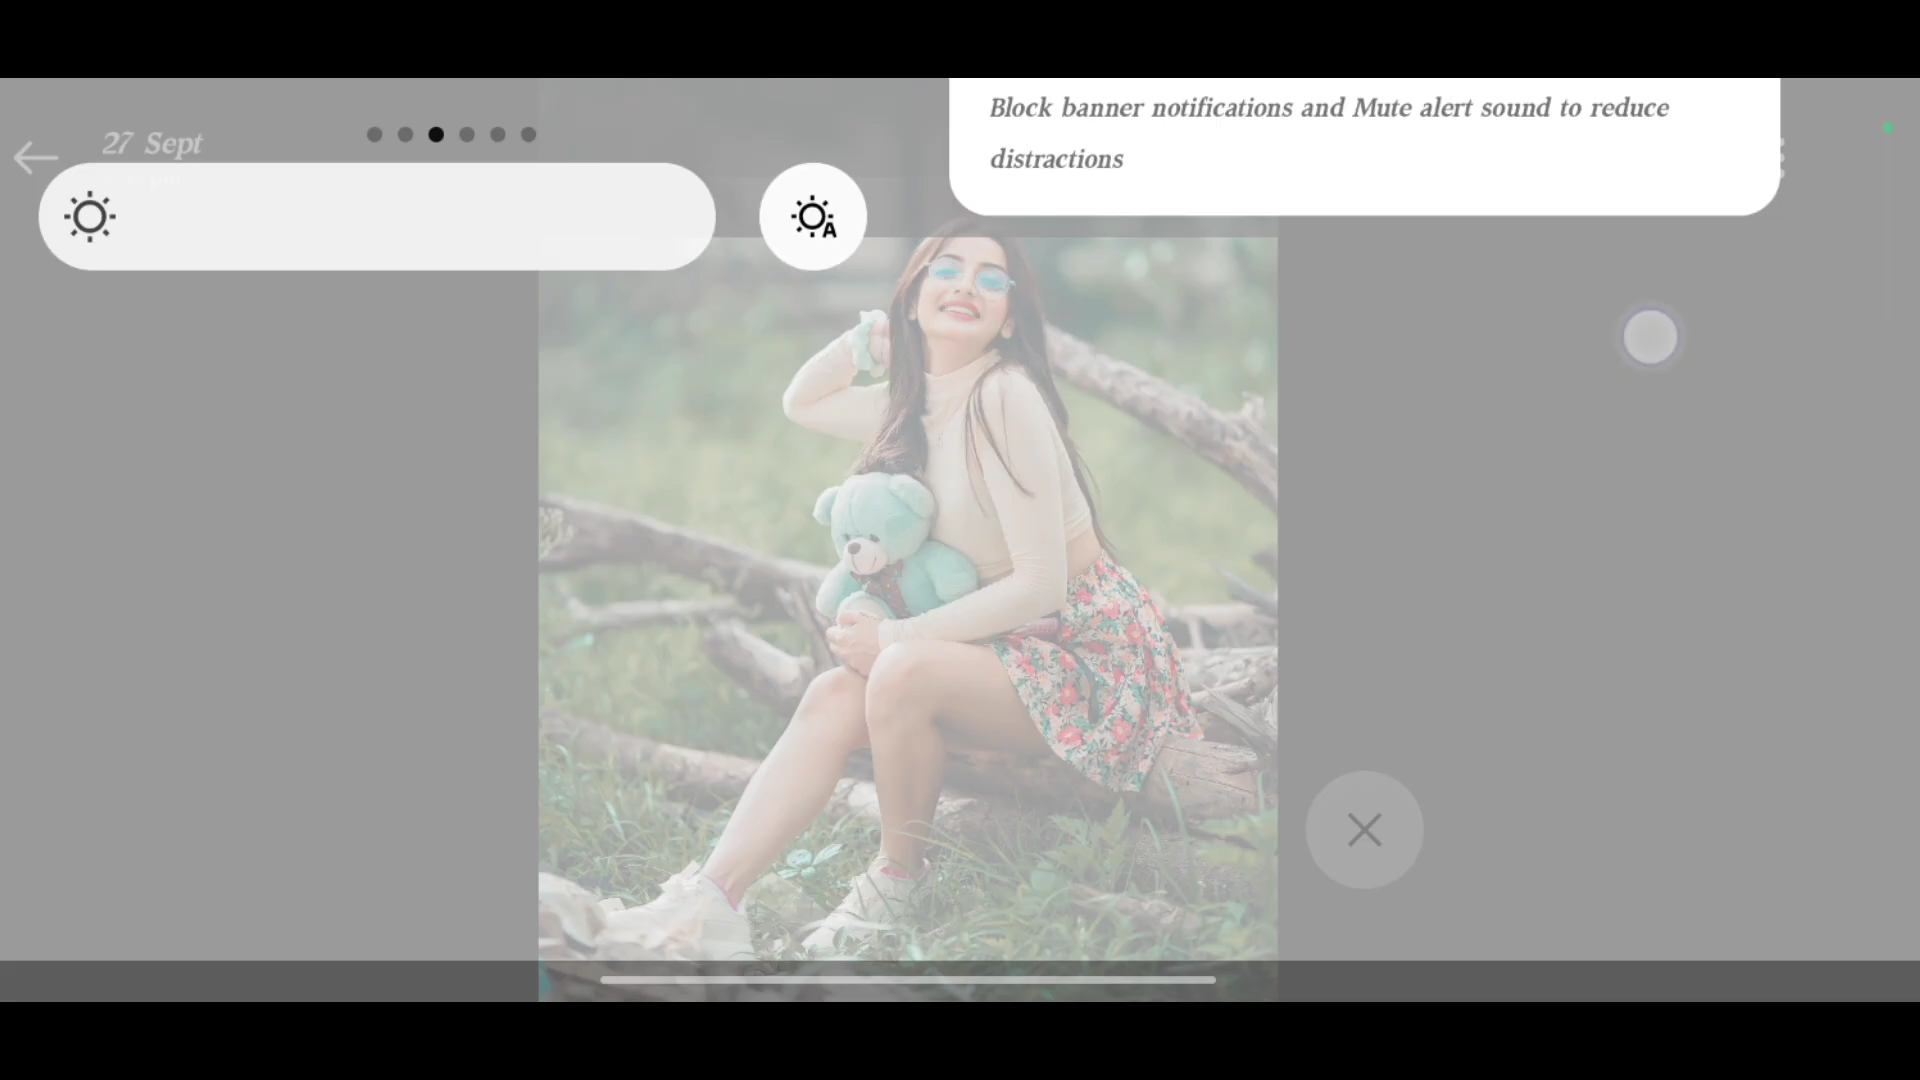 27 Sept
Block banner notifications and Mute alert sound to reduce
distractions
A